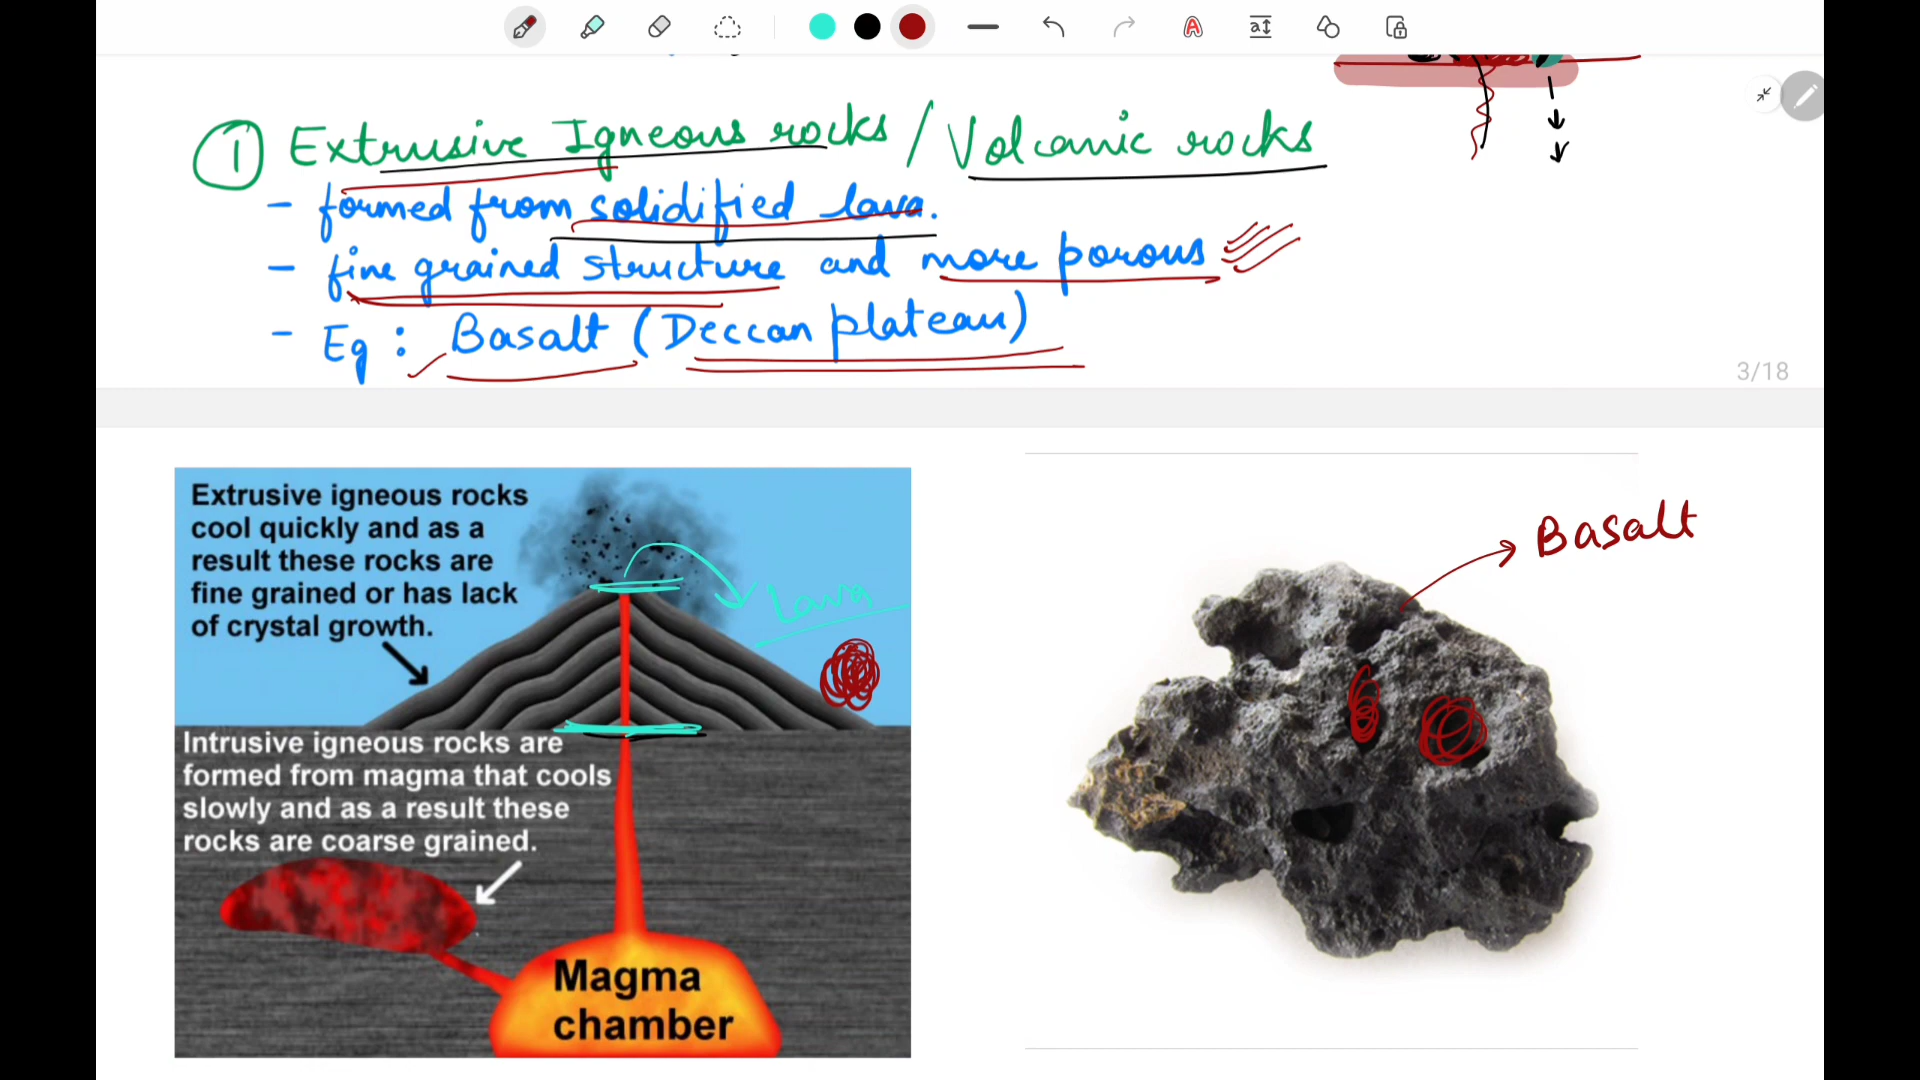 ① Extrusive Igneous rocks / Volcanic rocks
- formed from solidified lava.
- fine grained structure and more porous
- Eg : Basalt (Deccan plateau)
3/18
Extrusive igneous rocks
cool quickly and as a
result these rocks are
fine grained or has lack
of crystal growth.
Lava
Intrusive igneous rocks are
formed from magma that cools
slowly and as a result these
rocks are coarse grained.
Magma
chamber
Basalt